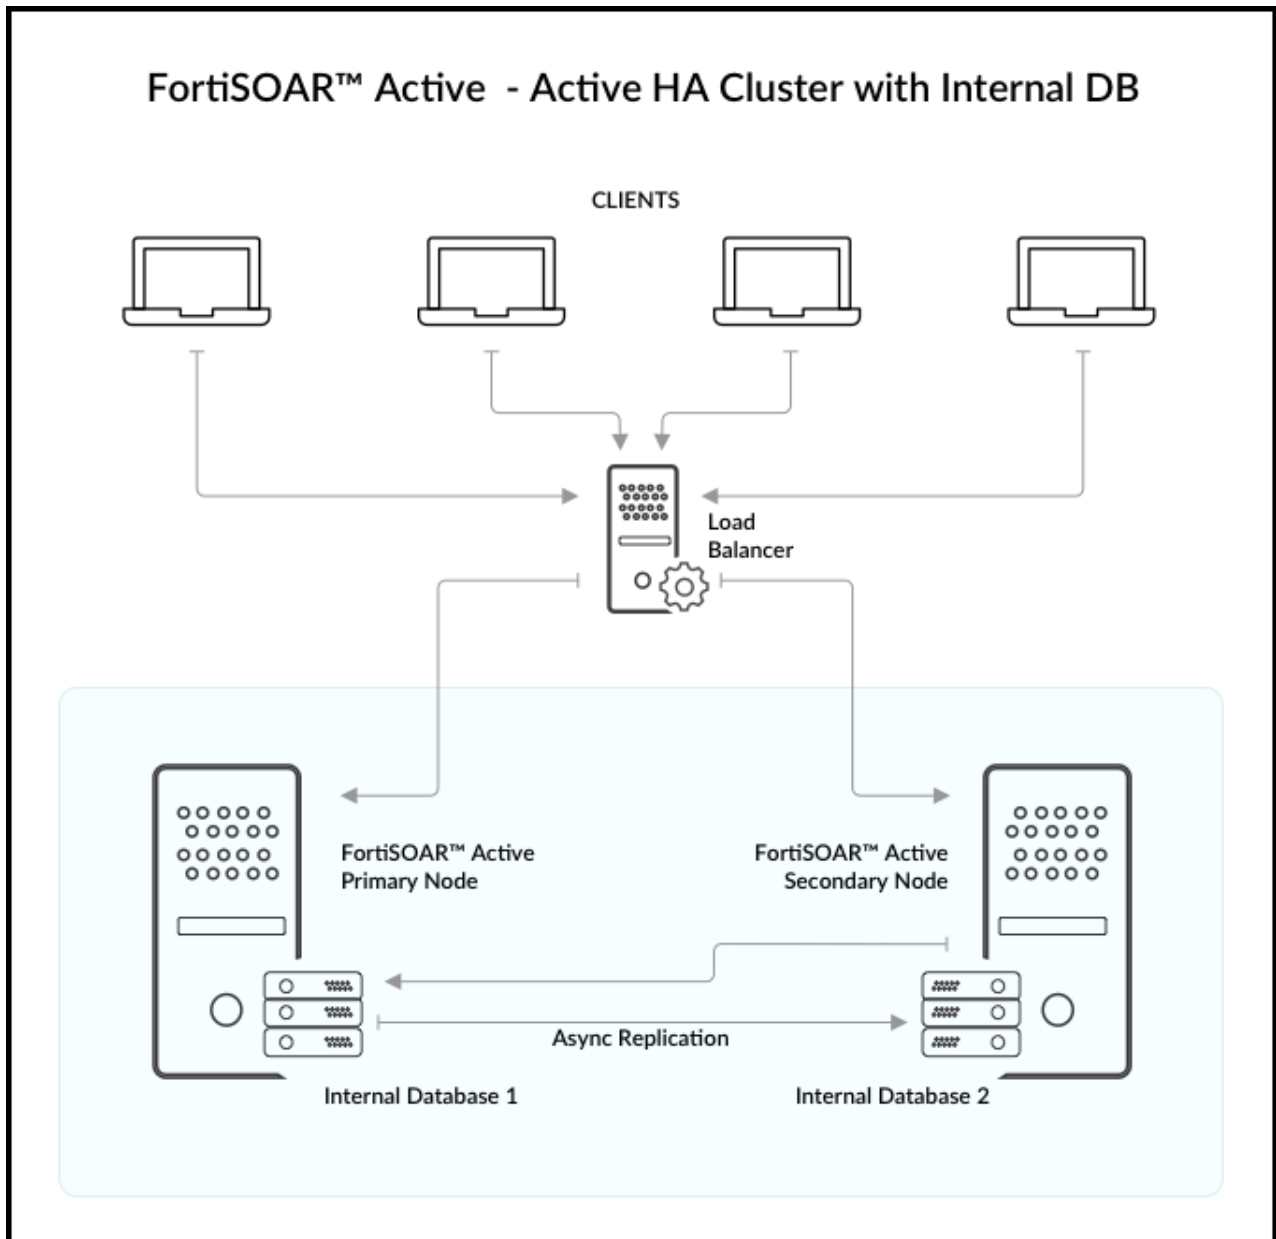 FortiSOAR™ Active - Active HA Cluster with Internal DB
CLIENTS
Load
Balancer
FortiSOAR™ Active
Primary Node
FortiSOAR™ Active
Secondary Node
Async Replication
Internal Database 1
Internal Database 2